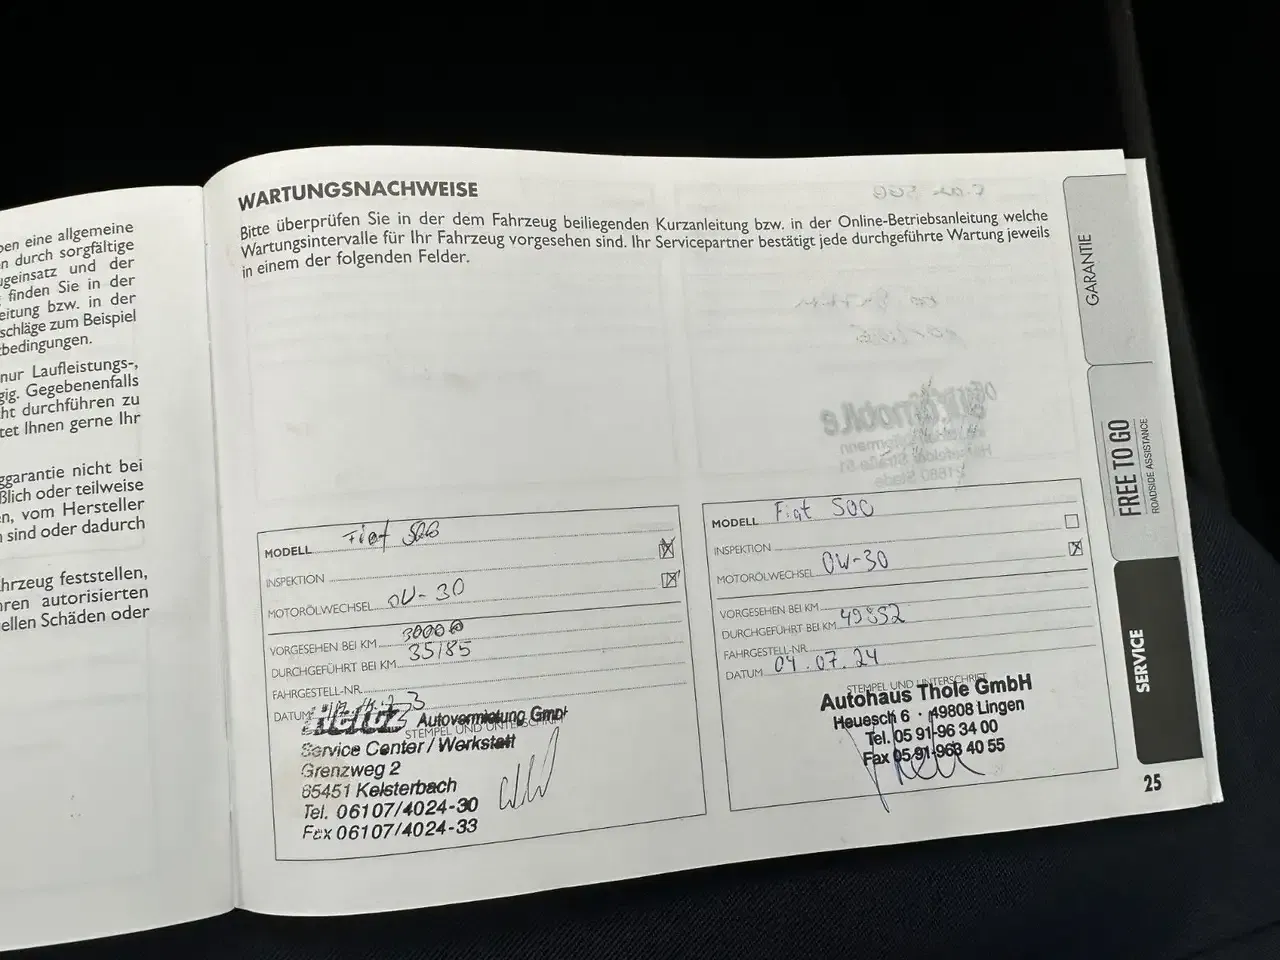 ben eine allgemeine
n durch sorgfältige
ugeinsatz und der
finden Sie in der
eitung bzw. in der
schläge zum Beispiel
bedingungen.
nur Laufleistungs-,
gig. Gegebenenfalls
cht durchführen zu
tet Ihnen gerne Ihr
ggarantie nicht bei
ßlich oder teilweise
en, vom Hersteller
n sind oder dadurch
ahrzeug feststellen,
hren autorisierten
ellen Schäden oder
WARTUNGSNACHWEISE
Bitte überprüfen Sie in der dem Fahrzeug beiliegenden Kurzanleitung bzw. in der Online-Betriebsanleitung welche
Wartungsintervalle für Ihr Fahrzeug vorgesehen sind. Ihr Servicepartner bestätigt jede durchgeführte Wartung jeweils
in einem der folgenden Felder.
MODELL Fiat 500
INSPEKTION
MOTORÖLWECHSEL 0W-30
VORGESEHEN BEI KM 30000
DURCHGEFÜHRT BEI KM 35185
FAHRGESTELL-NR.
DATUM
STEMPEL UND UNTERSCHRIFT
Hertz Autovermietung GmbH
Service Center / Werkstatt
Grenzweg 2
65451 Kelsterbach
Tel. 06107/4024-30
Fax 06107/4024-33
MODELL Fiat 500
INSPEKTION
MOTORÖLWECHSEL 0W-30
VORGESEHEN BEI KM
DURCHGEFÜHRT BEI KM 49852
FAHRGESTELL-NR.
DATUM 04.07.24
STEMPEL UND UNTERSCHRIFT
Autohaus Thole GmbH
Heuesch 6 · 49808 Lingen
Tel. 05 91-96 34 00
Fax 05 91-963 40 55
GARANTIE
FREE TO GO
ROADSIDE ASSISTANCE
SERVICE
25